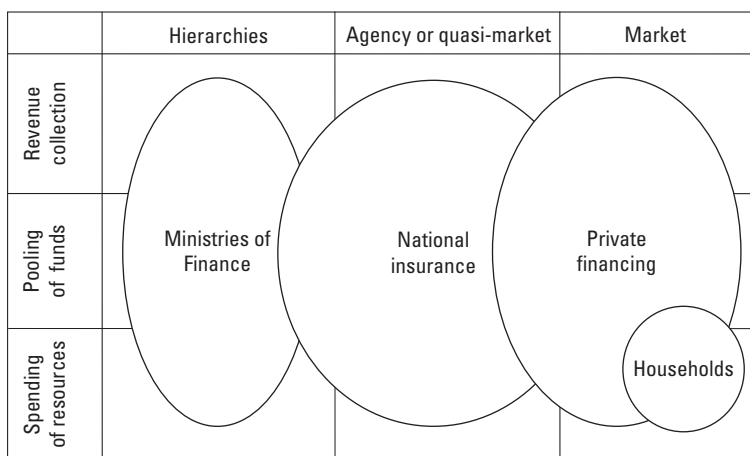 Hierarchies
Agency or quasi-market
Market
Revenue
collection
Pooling
of funds
Spending
of resources
Ministries of
Finance
National
insurance
Private
financing
Households